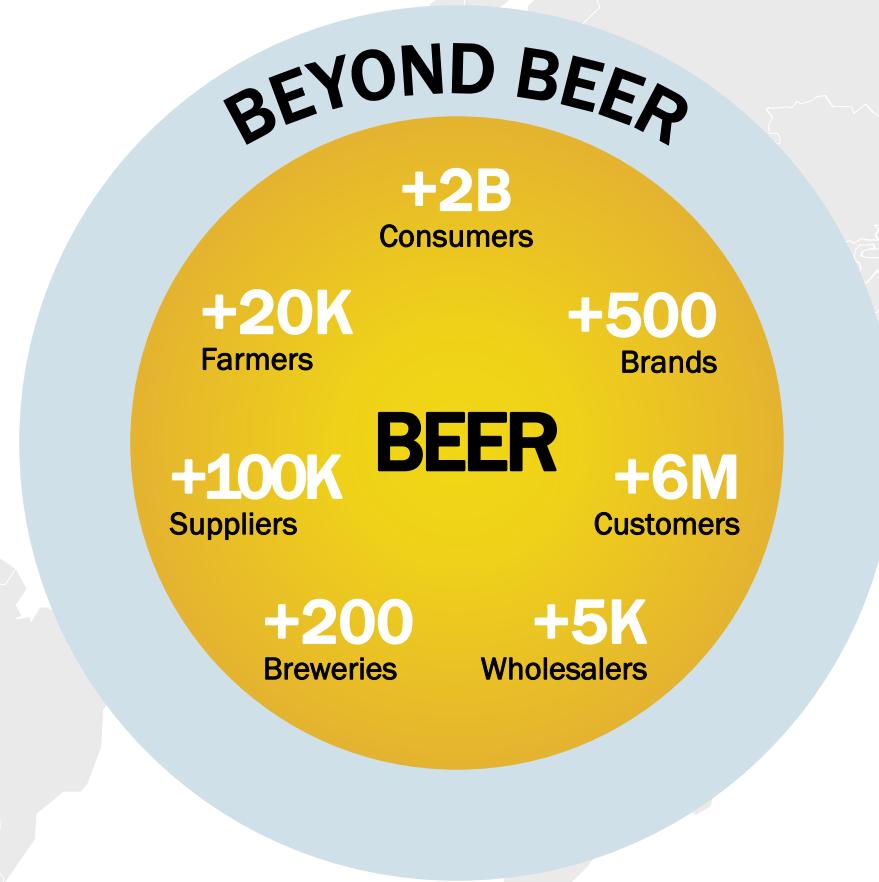 BEYOND BEER
+2B
Consumers
+20K
Farmers
+500
Brands
BEER
+100K
Suppliers
+6M
Customers
+200
Breweries
+5K
Wholesalers